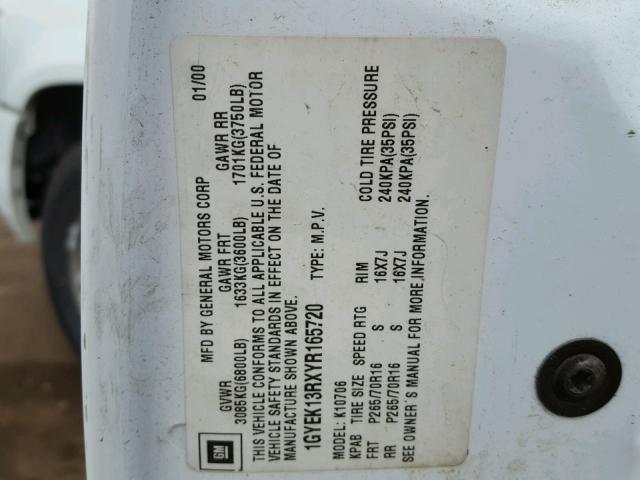 GM
MFD BY GENERAL MOTORS CORP 01/00
GVWR GAWR FRT GAWR RR
3085KG(6800LB) 1633KG(3600LB) 1701KG(3750LB)
THIS VEHICLE CONFORMS TO ALL APPLICABLE U.S. FEDERAL MOTOR
VEHICLE SAFETY STANDARDS IN EFFECT ON THE DATE OF
MANUFACTURE SHOWN ABOVE.
1GYEK13RXYR165720 TYPE: M.P.V.
MODEL: K10706
KPAB TIRE SIZE SPEED RTG RIM COLD TIRE PRESSURE
FRT P265/70R16 S 16X7J 240KPA(35PSI)
RR P265/70R16 S 16X7J 240KPA(35PSI)
SEE OWNER'S MANUAL FOR MORE INFORMATION.